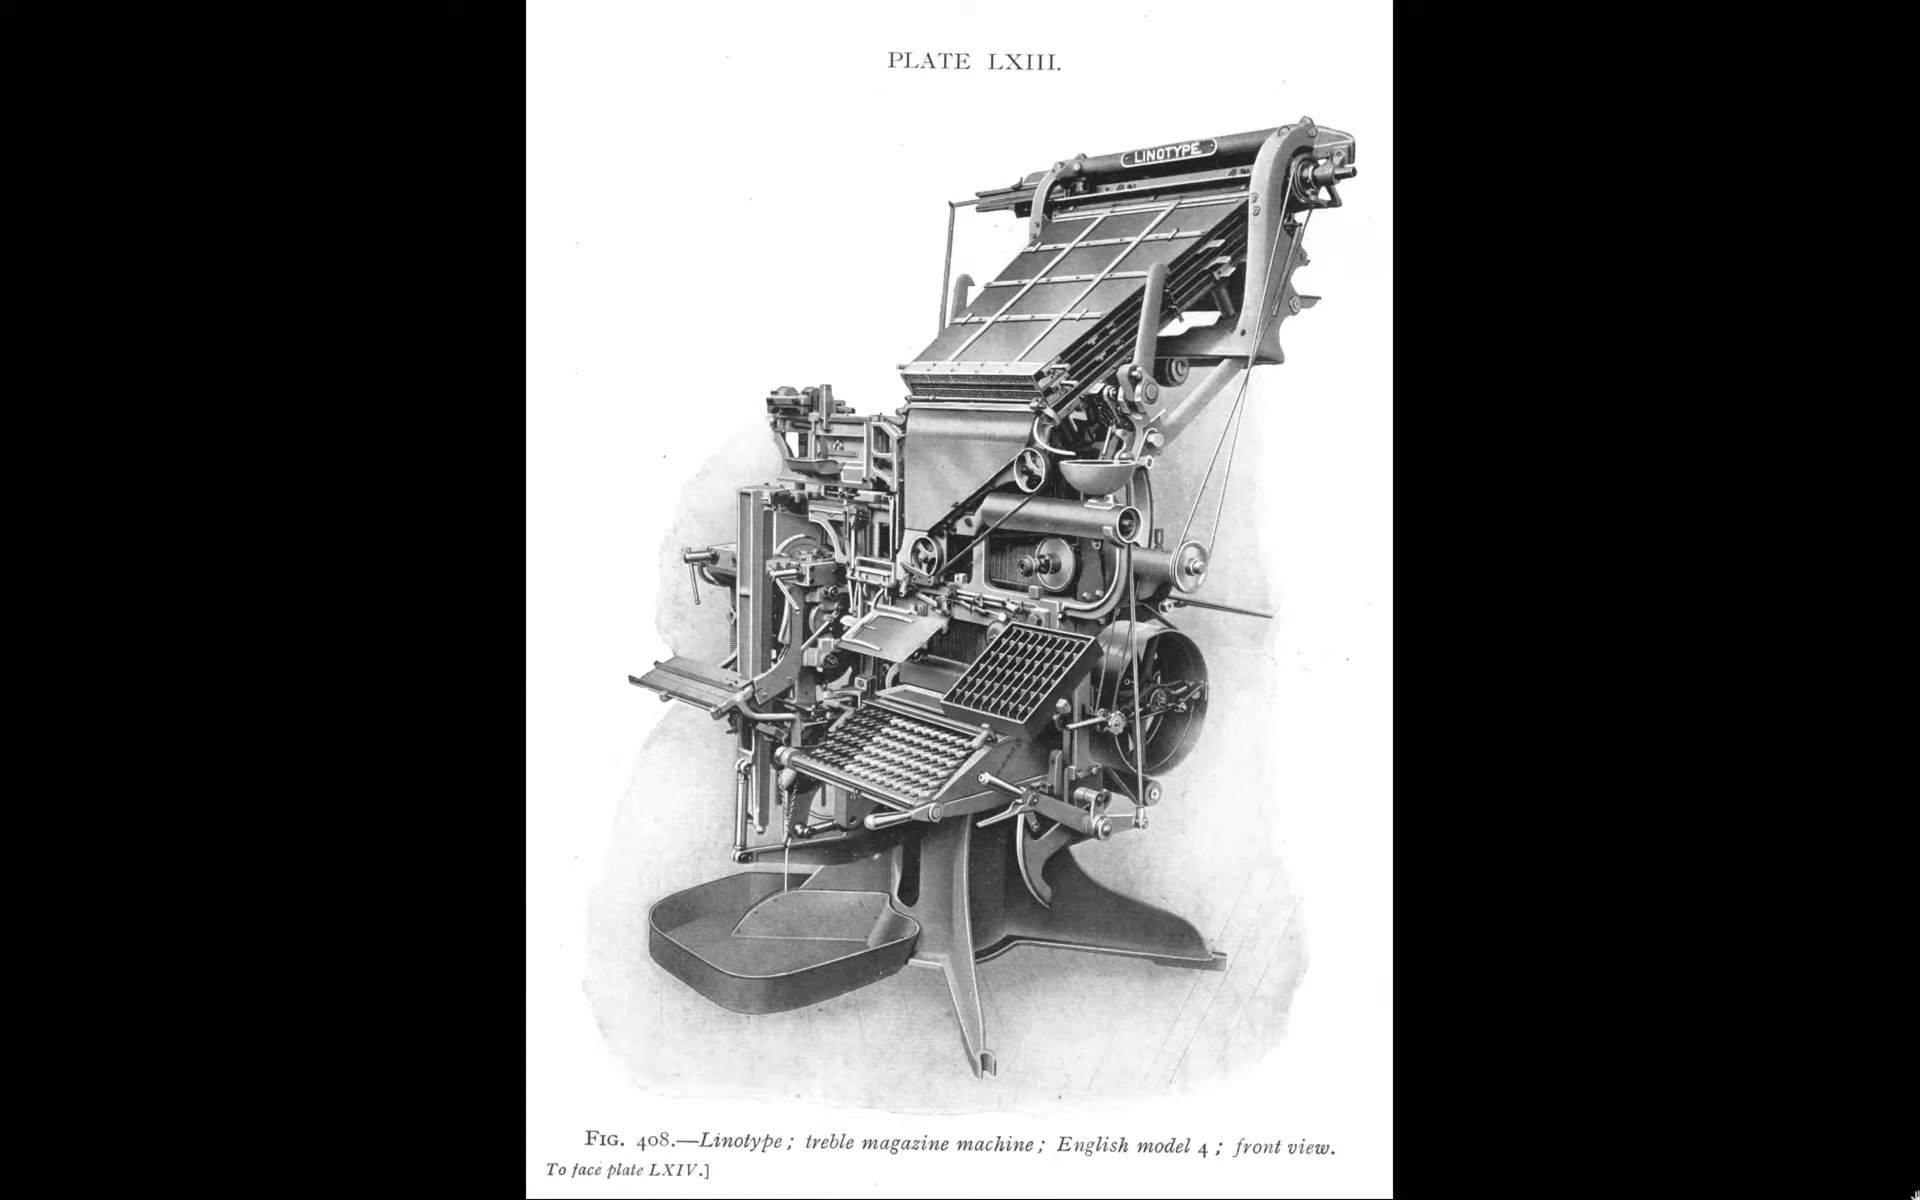 PLATE LXIII.
LINOTYPE
FIG. 408.—Linotype; treble magazine machine; English model 4; front view.
To face plate LXIV.]